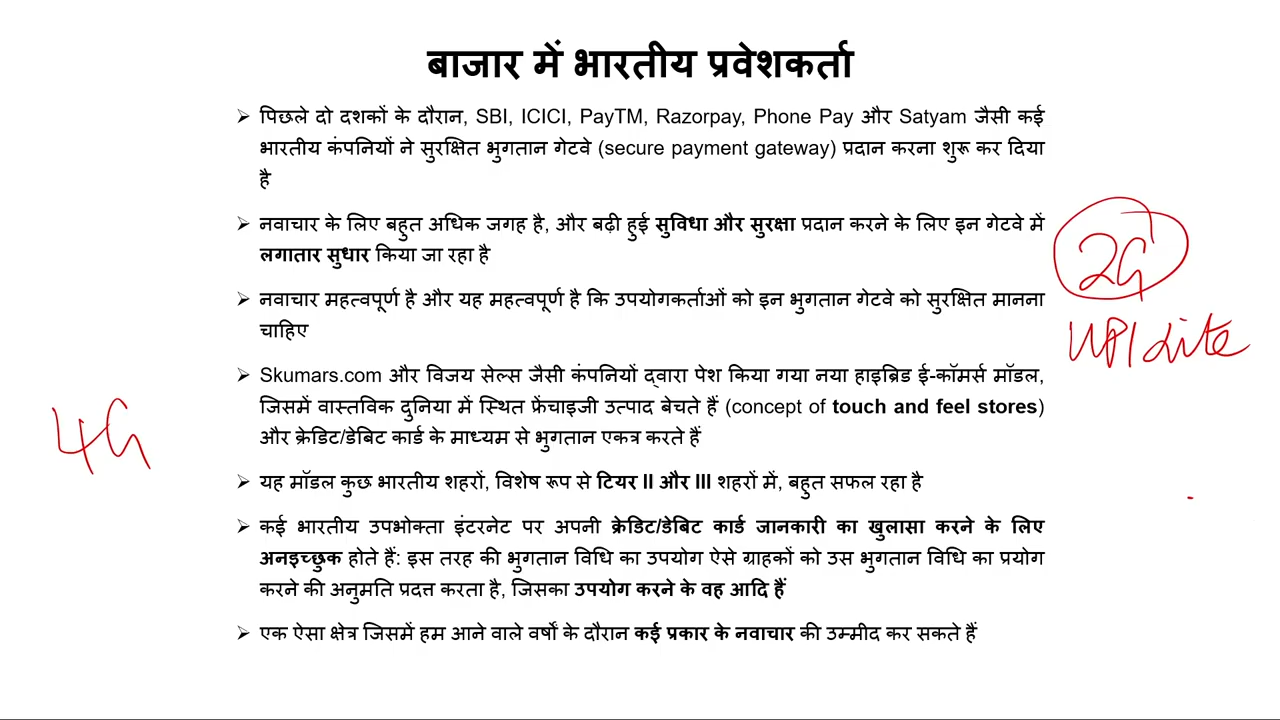 बाजार में भारतीय प्रवेशकर्ता
➢ पिछले दो दशकों के दौरान, SBI, ICICI, PayTM, Razorpay, Phone Pay और Satyam जैसी कई
भारतीय कंपनियों ने सुरक्षित भुगतान गेटवे (secure payment gateway) प्रदान करना शुरू कर दिया
है
➢ नवाचार के लिए बहुत अधिक जगह है, और बढ़ी हुई सुविधा और सुरक्षा प्रदान करने के लिए इन गेटवे में
लगातार सुधार किया जा रहा है
➢ नवाचार महत्वपूर्ण है और यह महत्वपूर्ण है कि उपयोगकर्ताओं को इन भुगतान गेटवे को सुरक्षित मानना
चाहिए
➢ Skumars.com और विजय सेल्स जैसी कंपनियों द्वारा पेश किया गया नया हाइब्रिड ई-कॉमर्स मॉडल,
जिसमें वास्तविक दुनिया में स्थित फ्रेंचाइजी उत्पाद बेचते हैं (concept of touch and feel stores)
और क्रेडिट/डेबिट कार्ड के माध्यम से भुगतान एकत्र करते हैं
➢ यह मॉडल कुछ भारतीय शहरों, विशेष रूप से टियर II और III शहरों में, बहुत सफल रहा है
➢ कई भारतीय उपभोक्ता इंटरनेट पर अपनी क्रेडिट/डेबिट कार्ड जानकारी का खुलासा करने के लिए
अनइच्छुक होते हैं: इस तरह की भुगतान विधि का उपयोग ऐसे ग्राहकों को उस भुगतान विधि का प्रयोग
करने की अनुमति प्रदत्त करता है, जिसका उपयोग करने के वह आदि हैं
➢ एक ऐसा क्षेत्र जिसमें हम आने वाले वर्षों के दौरान कई प्रकार के नवाचार की उम्मीद कर सकते हैं
2G
UPI Lite
4G